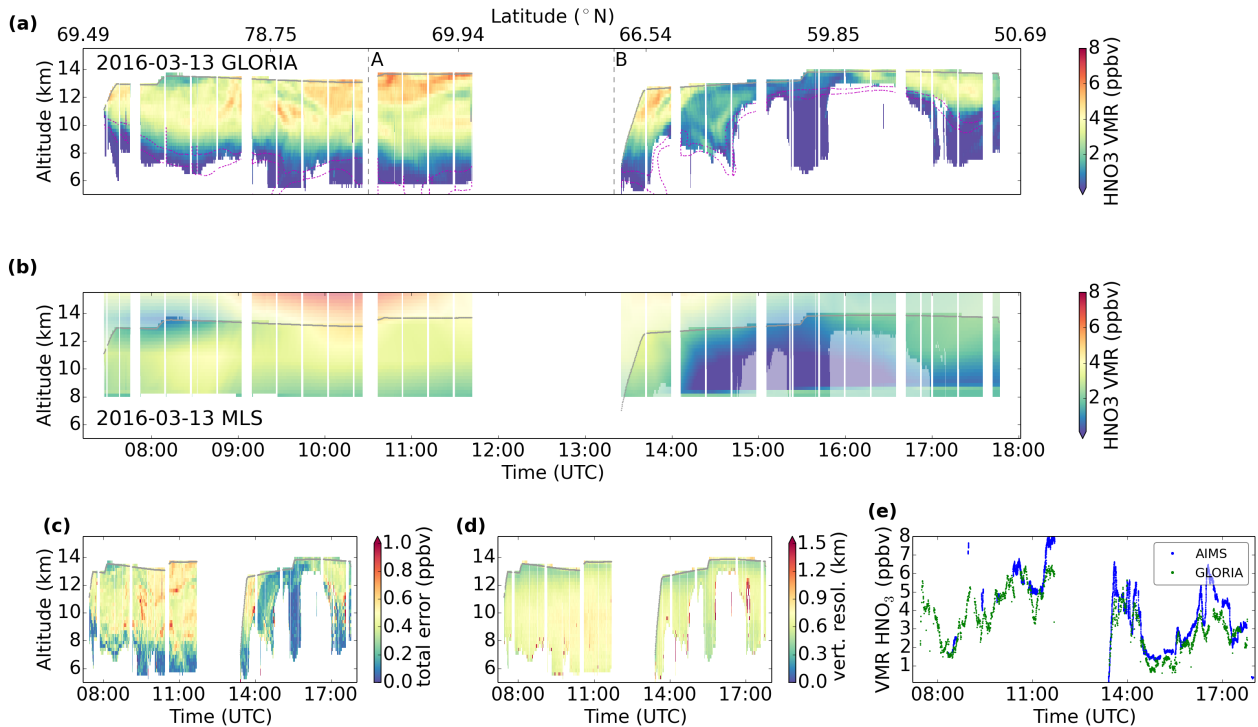 Latitude (°N)
(a)
69.49 78.75 69.94 66.54 59.85 50.69
2016-03-13 GLORIA
A
B
14
12
10
8
6
Altitude (km)
8
6
4
2
0
HNO3 VMR (ppbv)
(b)
14
12
10
8
6
Altitude (km)
2016-03-13 MLS
8
6
4
2
0
HNO3 VMR (ppbv)
08:00 09:00 10:00 11:00 12:00 13:00 14:00 15:00 16:00 17:00 18:00
Time (UTC)
(c)
14
12
10
8
6
Altitude (km)
08:00 11:00 14:00 17:00
Time (UTC)
1.0
0.8
0.6
0.4
0.2
0.0
total error (ppbv)
(d)
14
12
10
8
6
08:00 11:00 14:00 17:00
Time (UTC)
1.5
1.2
0.9
0.6
0.3
0.0
vert. resol. (km)
(e)
8
7
6
5
4
3
2
1
VMR HNO₃ (ppbv)
AIMS
GLORIA
08:00 11:00 14:00 17:00
Time (UTC)